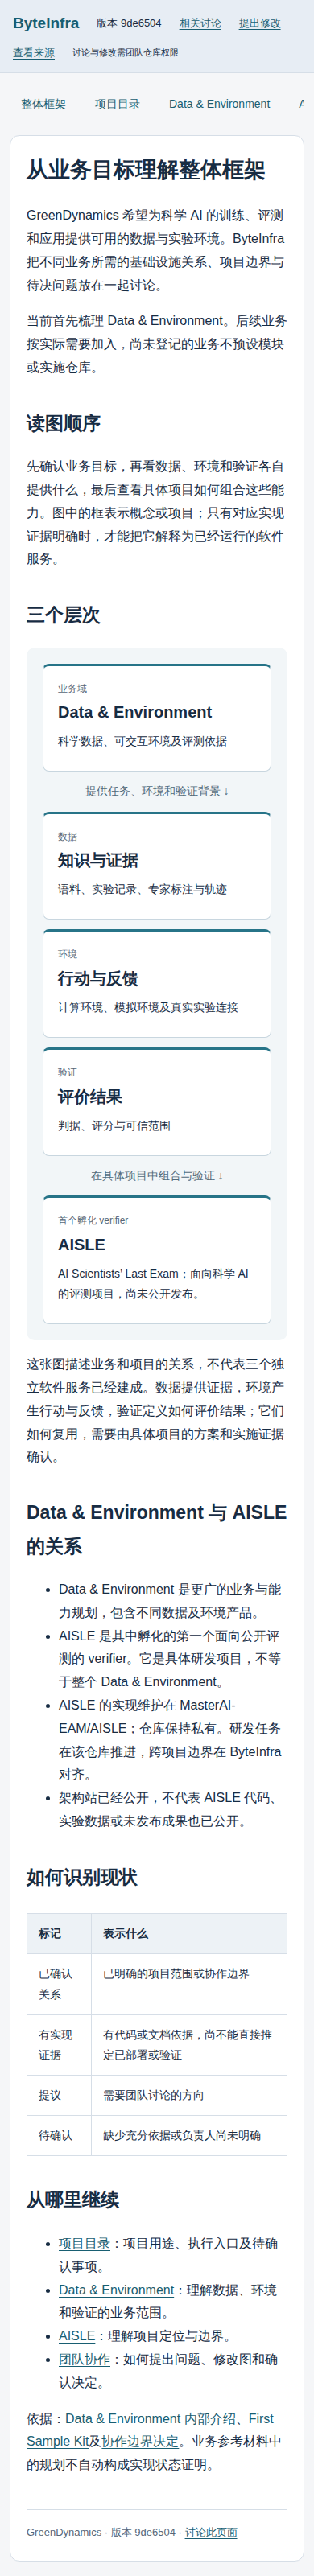 ByteInfra 版本 9de6504 相关讨论 提出修改
查看来源 讨论与修改需团队仓库权限
整体框架 项目目录 Data & Environment A
从业务目标理解整体框架
GreenDynamics 希望为科学 AI 的训练、评测
和应用提供可用的数据与实验环境。ByteInfra
把不同业务所需的基础设施关系、项目边界与
待决问题放在一起讨论。
当前首先梳理 Data & Environment。后续业务
按实际需要加入，尚未登记的业务不预设模块
或实施仓库。
读图顺序
先确认业务目标，再看数据、环境和验证各自
提供什么，最后查看具体项目如何组合这些能
力。图中的框表示概念或项目；只有对应实现
证据明确时，才能把它解释为已经运行的软件
服务。
三个层次
业务域
Data & Environment
科学数据、可交互环境及评测依据
提供任务、环境和验证背景 ↓
数据
知识与证据
语料、实验记录、专家标注与轨迹
环境
行动与反馈
计算环境、模拟环境及真实实验连接
验证
评价结果
判据、评分与可信范围
在具体项目中组合与验证 ↓
首个孵化 verifier
AISLE
AI Scientists’ Last Exam；面向科学 AI
的评测项目，尚未公开发布。
这张图描述业务和项目的关系，不代表三个独
立软件服务已经建成。数据提供证据，环境产
生行动与反馈，验证定义如何评价结果；它们
如何复用，需要由具体项目的方案和实施证据
确认。
Data & Environment 与 AISLE
的关系
• Data & Environment 是更广的业务与能
力规划，包含不同数据及环境产品。
• AISLE 是其中孵化的第一个面向公开评
测的 verifier。它是具体研发项目，不等
于整个 Data & Environment。
• AISLE 的实现维护在 MasterAI-
EAM/AISLE；仓库保持私有。研发任务
在该仓库推进，跨项目边界在 ByteInfra
对齐。
• 架构站已经公开，不代表 AISLE 代码、
实验数据或未发布成果也已公开。
如何识别现状
标记 表示什么
已确认 已明确的项目范围或协作边界
关系
有实现 有代码或文档依据，尚不能直接推
证据 定已部署或验证
提议 需要团队讨论的方向
待确认 缺少充分依据或负责人尚未明确
从哪里继续
• 项目目录：项目用途、执行入口及待确
认事项。
• Data & Environment：理解数据、环境
和验证的业务范围。
• AISLE：理解项目定位与边界。
• 团队协作：如何提出问题、修改图和确
认决定。
依据：Data & Environment 内部介绍、First
Sample Kit及协作边界决定。业务参考材料中
的规划不自动构成实现状态证明。
GreenDynamics · 版本 9de6504 · 讨论此页面